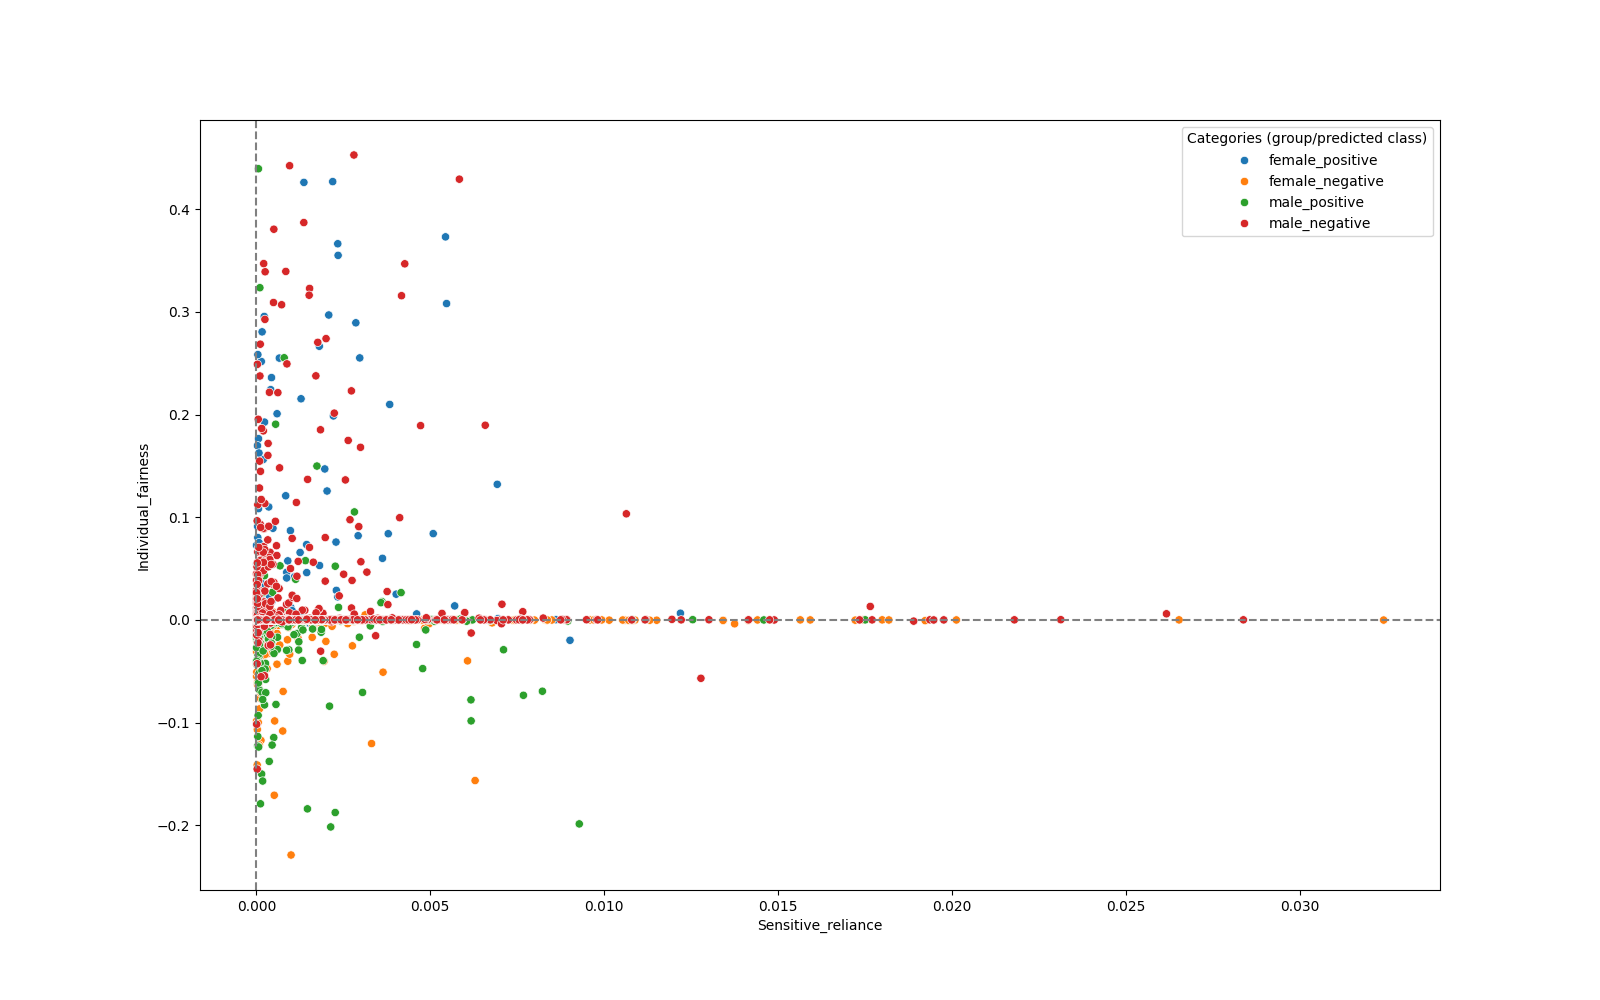 Categories (group/predicted class)
female_positive
female_negative
male_positive
male_negative
Individual_fairness
0.4
0.3
0.2
0.1
0.0
−0.1
−0.2
0.000 0.005 0.010 0.015 0.020 0.025 0.030
Sensitive_reliance